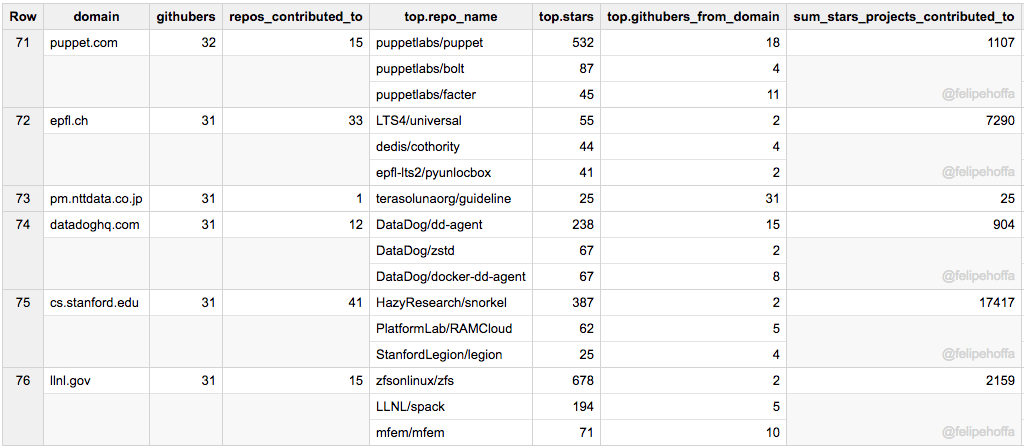 Row domain githubers repos_contributed_to top.repo_name top.stars top.githubers_from_domain sum_stars_projects_contributed_to
71 puppet.com 32 15 puppetlabs/puppet 532 18 1107
puppetlabs/bolt 87 4
puppetlabs/facter 45 11 @felipehoffa
72 epfl.ch 31 33 LTS4/universal 55 2 7290
dedis/cothority 44 4
epfl-lts2/pyunlocbox 41 2 @felipehoffa
73 pm.nttdata.co.jp 31 1 terasolunaorg/guideline 25 31 25
74 datadoghq.com 31 12 DataDog/dd-agent 238 15 904
DataDog/zstd 67 2
DataDog/docker-dd-agent 67 8 @felipehoffa
75 cs.stanford.edu 31 41 HazyResearch/snorkel 387 2 17417
PlatformLab/RAMCloud 62 5
StanfordLegion/legion 25 4 @felipehoffa
76 llnl.gov 31 15 zfsonlinux/zfs 678 2 2159
LLNL/spack 194 5
mfem/mfem 71 10 @felipehoffa